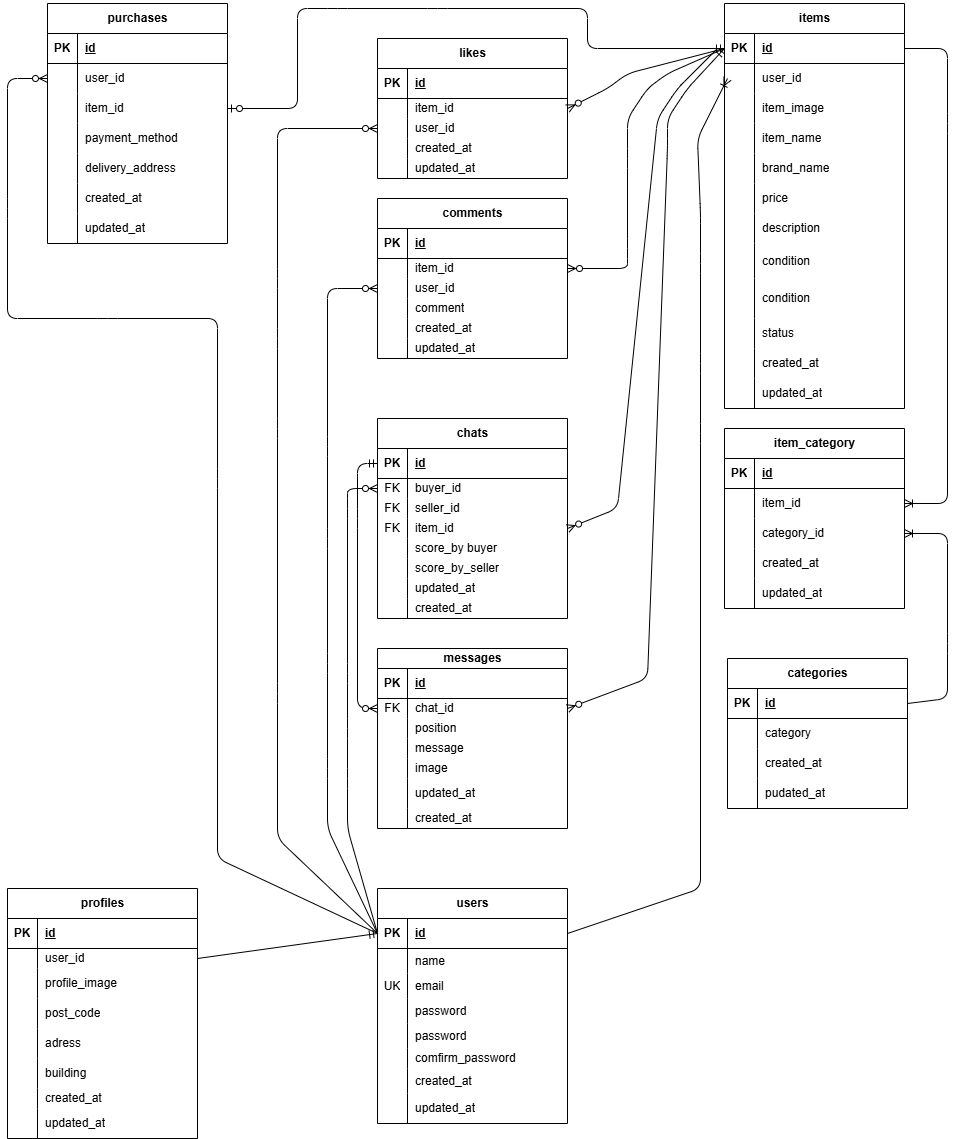 purchases
PK id
user_id
item_id
payment_method
delivery_address
created_at
updated_at
likes
PK id
item_id
user_id
created_at
updated_at
comments
PK id
item_id
user_id
comment
created_at
updated_at
chats
PK id
FK buyer_id
FK seller_id
FK item_id
score_by buyer
score_by_seller
updated_at
created_at
messages
PK id
FK chat_id
position
message
image
updated_at
created_at
items
PK id
user_id
item_image
item_name
brand_name
price
description
condition
condition
status
created_at
updated_at
item_category
PK id
item_id
category_id
created_at
updated_at
categories
PK id
category
created_at
pudated_at
profiles
PK id
user_id
profile_image
post_code
adress
building
created_at
updated_at
users
PK id
name
UK email
password
password
comfirm_password
created_at
updated_at